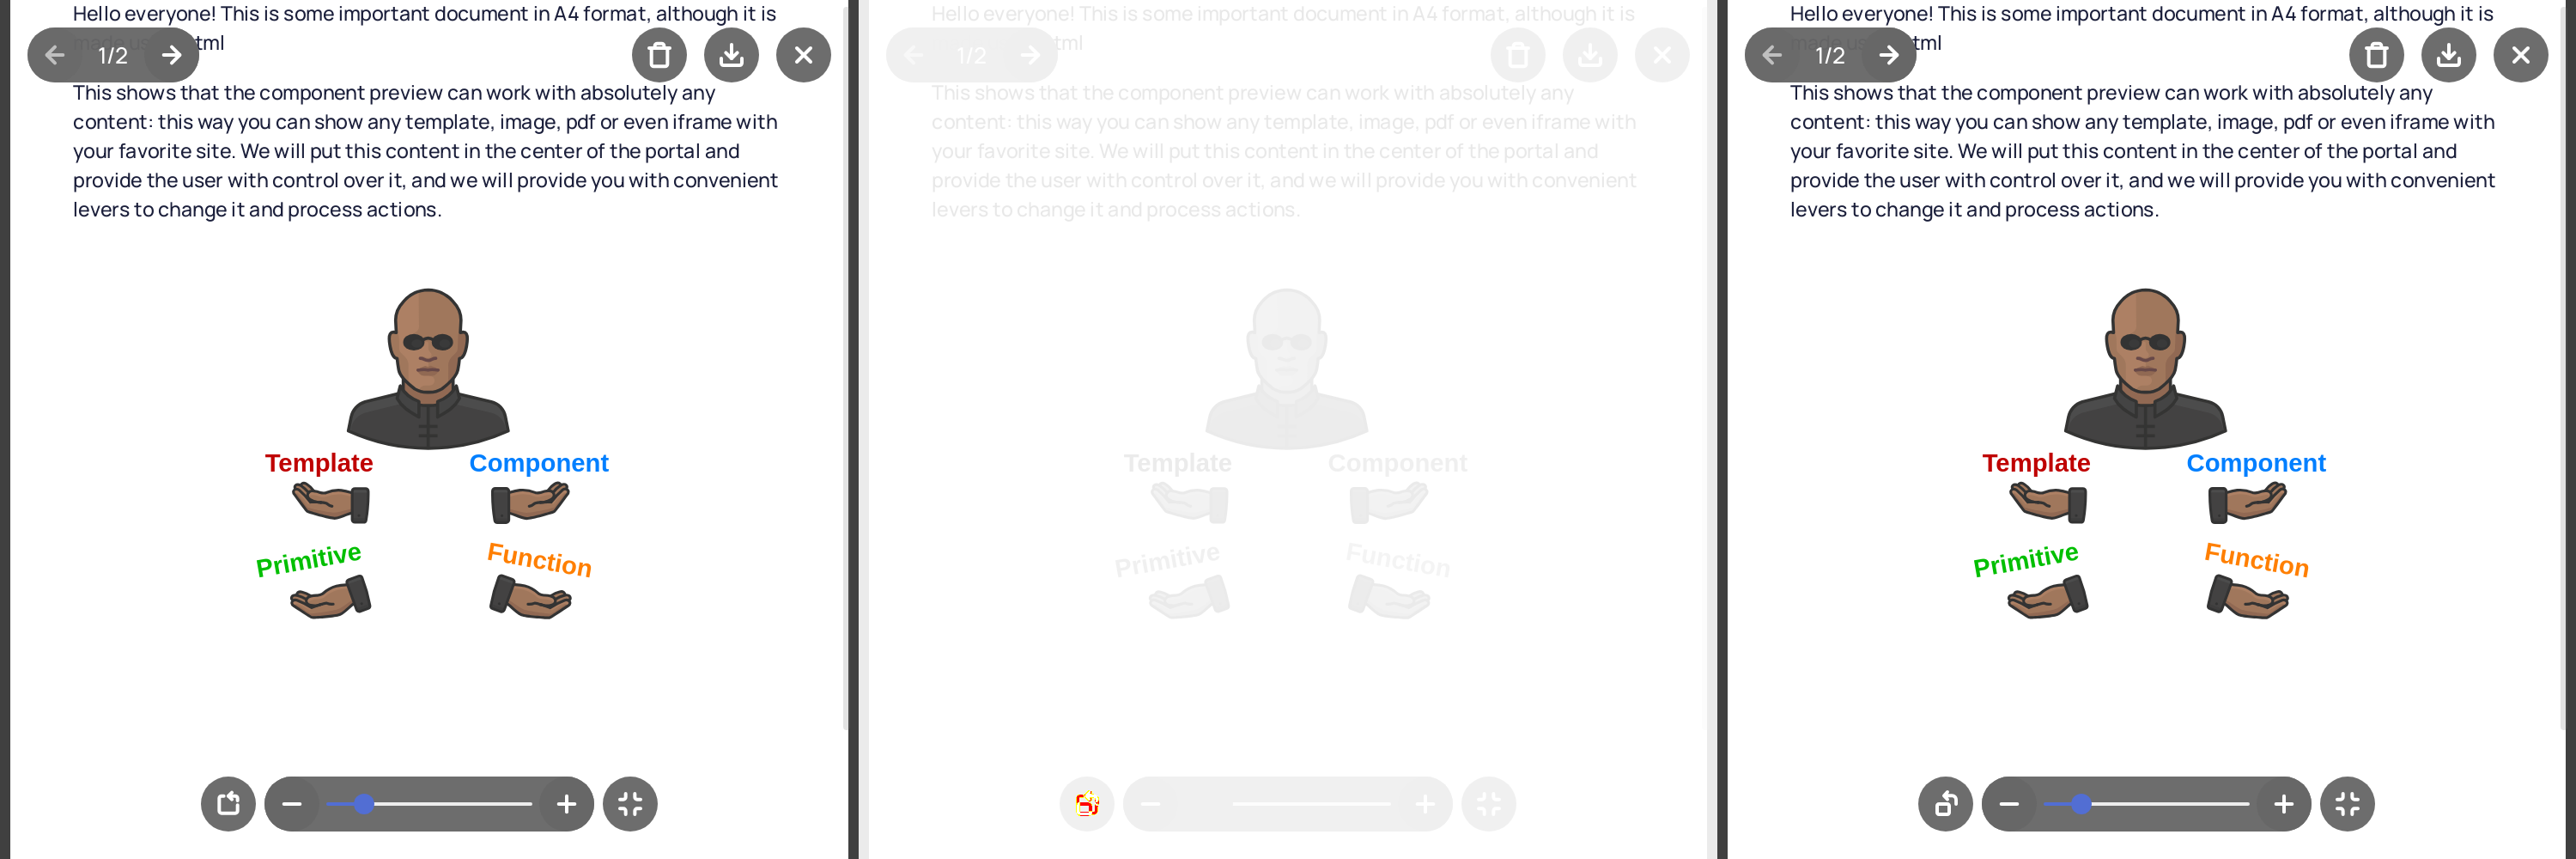 Hello everyone! This is some important document in A4 format, although it is
tml
1/2
This shows that the component preview can work with absolutely any
content: this way you can show any template, image, pdf or even iframe with
your favorite site. We will put this content in the center of the portal and
provide the user with control over it, and we will provide you with convenient
levers to change it and process actions.
Template
Component
Primitive
Function
Hello everyone! This is some important document in A4 format, although it is
tml
1/2
This shows that the component preview can work with absolutely any
content: this way you can show any template, image, pdf or even iframe with
your favorite site. We will put this content in the center of the portal and
provide the user with control over it, and we will provide you with convenient
levers to change it and process actions.
Template
Component
Primitive
Function
Hello everyone! This is some important document in A4 format, although it is
tml
1/2
This shows that the component preview can work with absolutely any
content: this way you can show any template, image, pdf or even iframe with
your favorite site. We will put this content in the center of the portal and
provide the user with control over it, and we will provide you with convenient
levers to change it and process actions.
Template
Component
Primitive
Function